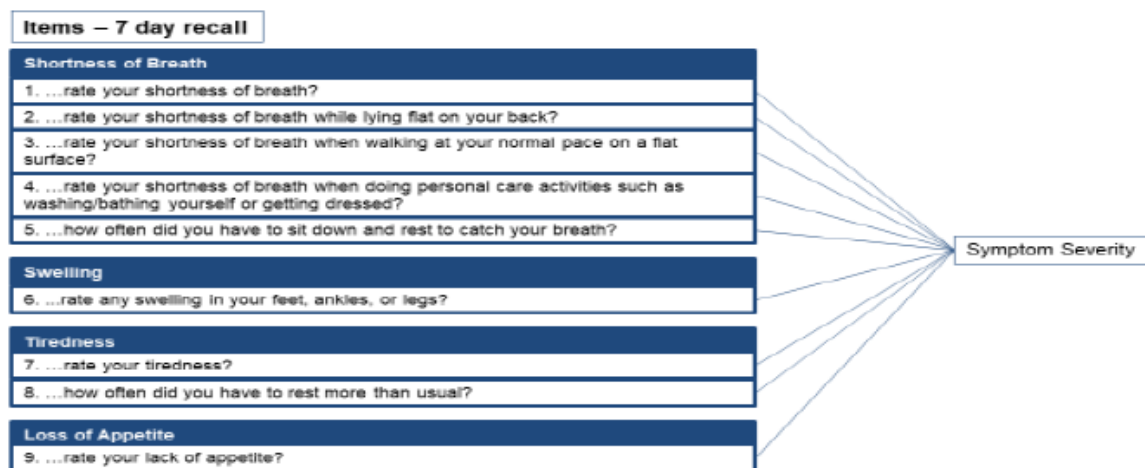 Items – 7 day recall
Shortness of Breath
1. ...rate your shortness of breath?
2. ...rate your shortness of breath while lying flat on your back?
3. ...rate your shortness of breath when walking at your normal pace on a flat
surface?
4. ...rate your shortness of breath when doing personal care activities such as
washing/bathing yourself or getting dressed?
5. ...how often did you have to sit down and rest to catch your breath?
Symptom Severity
Swelling
6. ...rate any swelling in your feet, ankles, or legs?
Tiredness
7. ...rate your tiredness?
8. ...how often did you have to rest more than usual?
Loss of Appetite
9. ...rate your lack of appetite?